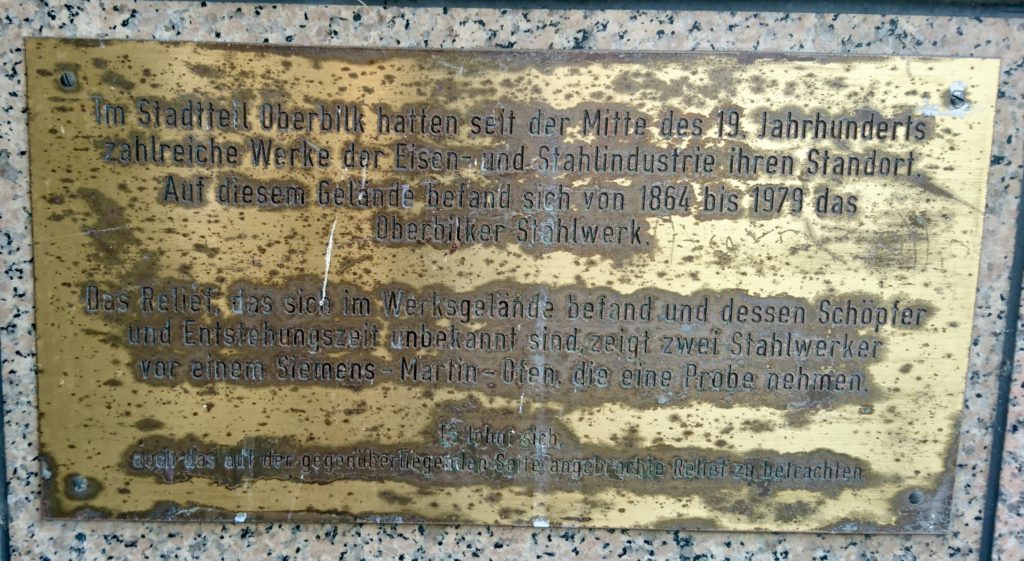 Im Stadtteil Oberbilk hatten seit der Mitte des 19. Jahrhunderts
zahlreiche Werke der Eisen- und Stahlindustrie ihren Standort.
Auf diesem Gelände befand sich von 1864 bis 1979 das
Oberbilker Stahlwerk.
Das Relief, das sich im Werksgelände befand und dessen Schöpfer
und Entstehungszeit unbekannt sind, zeigt zwei Stahlwerker
vor einem Siemens-Martin-Ofen, die eine Probe nehmen.
Es lohnt sich,
auch das auf der gegenüberliegenden Seite angebrachte Relief zu betrachten.